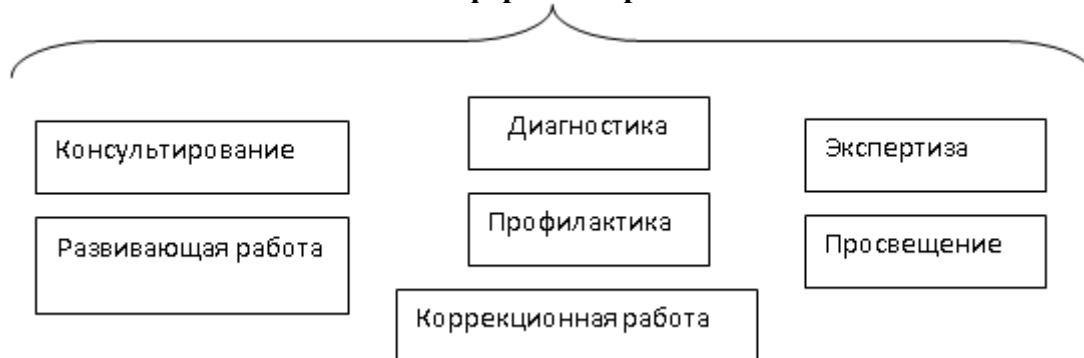 Консультирование
Диагностика
Экспертиза
Развивающая работа
Профилактика
Просвещение
Коррекционная работа